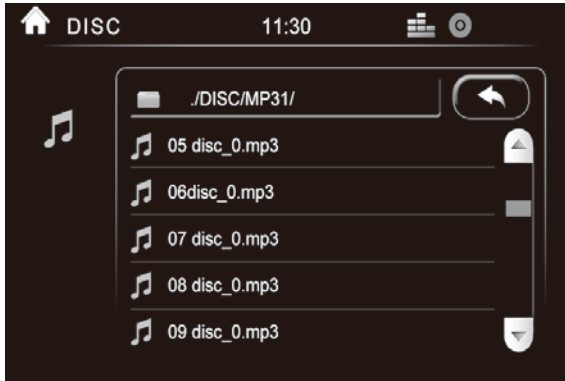 DISC 11:30
./DISC/MP31/
05 disc_0.mp3
06disc_0.mp3
07 disc_0.mp3
08 disc_0.mp3
09 disc_0.mp3